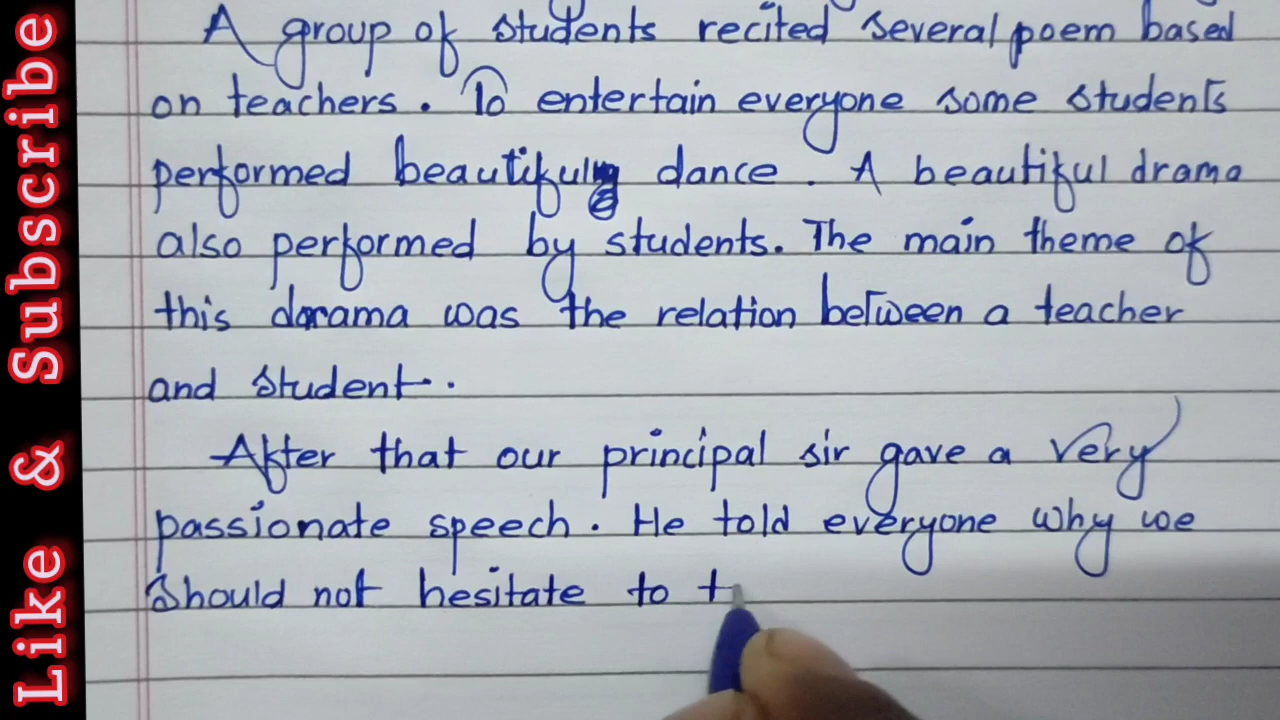 Like & Subscribe
A group of students recited several poem based
on teachers. To entertain everyone some students
performed beautiful dance. A beautiful drama
also performed by students. The main theme of
this drama was the relation between a teacher
and student.
After that our principal sir gave a very
passionate speech. He told everyone why we
should not hesitate to t